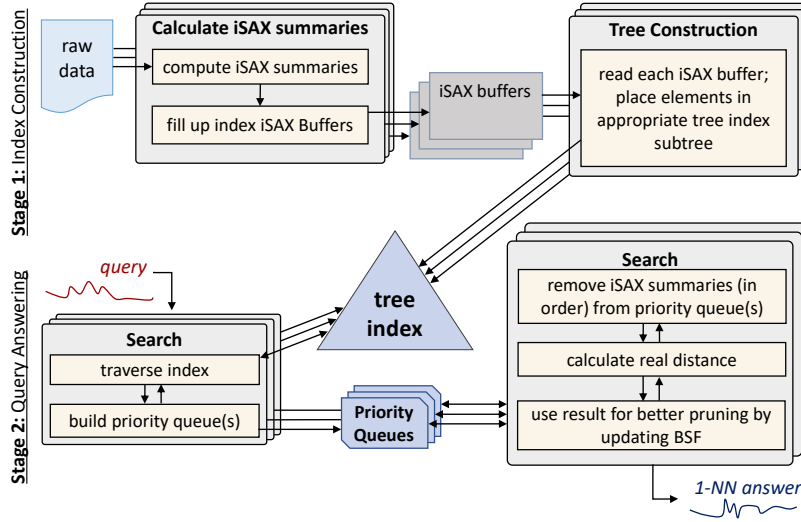 Stage 1: Index Construction
raw
data
Calculate iSAX summaries
compute iSAX summaries
fill up index iSAX Buffers
iSAX buffers
Tree Construction
read each iSAX buffer;
place elements in
appropriate tree index
subtree
Stage 2: Query Answering
query
tree
index
Search
traverse index
build priority queue(s)
Priority
Queues
Search
remove iSAX summaries (in
order) from priority queue(s)
calculate real distance
use result for better pruning by
updating BSF
1-NN answer